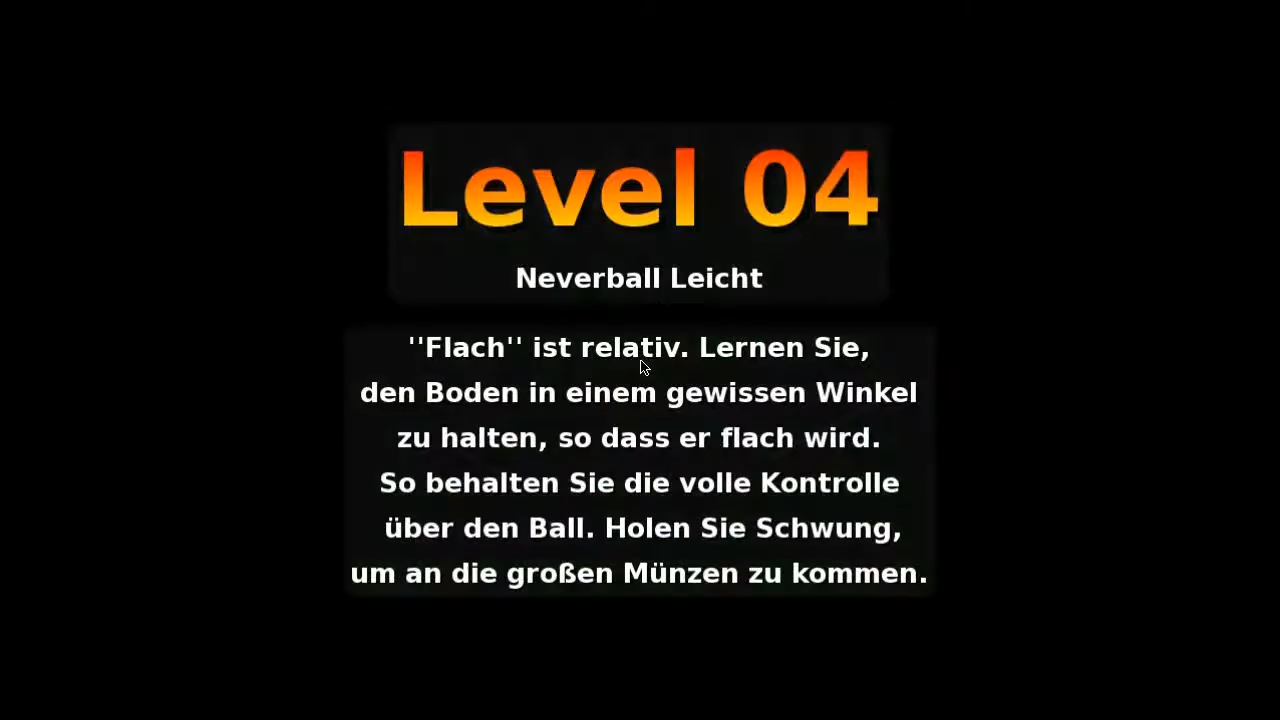 Level 04
Neverball Leicht
''Flach'' ist relativ. Lernen Sie,
den Boden in einem gewissen Winkel
zu halten, so dass er flach wird.
So behalten Sie die volle Kontrolle
über den Ball. Holen Sie Schwung,
um an die großen Münzen zu kommen.